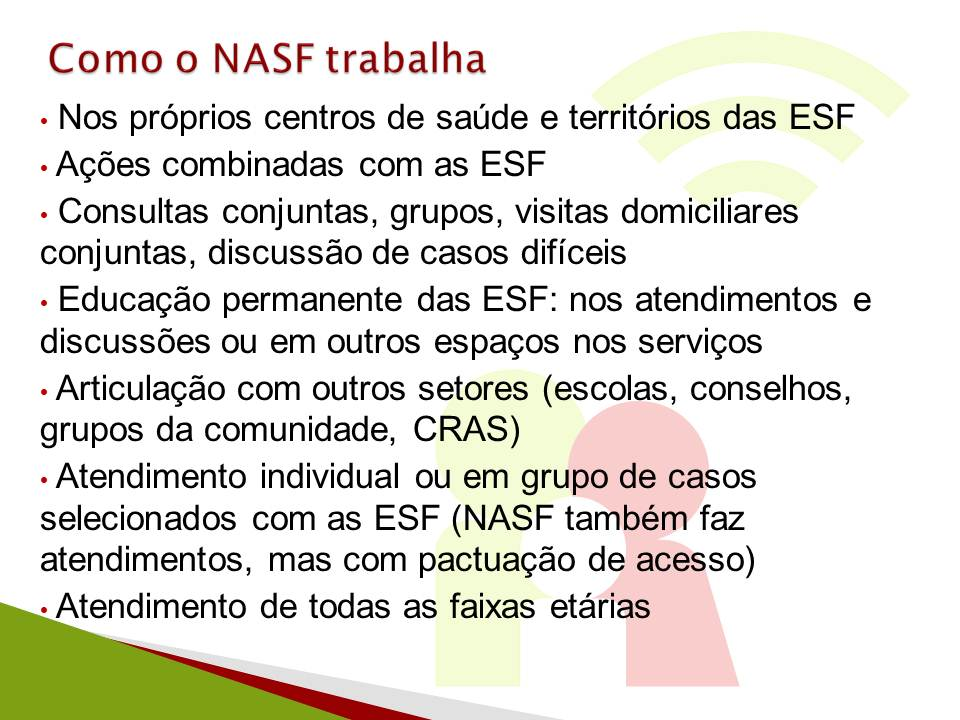 Como o NASF trabalha
• Nos próprios centros de saúde e territórios das ESF
• Ações combinadas com as ESF
• Consultas conjuntas, grupos, visitas domiciliares
conjuntas, discussão de casos difíceis
• Educação permanente das ESF: nos atendimentos e
discussões ou em outros espaços nos serviços
• Articulação com outros setores (escolas, conselhos,
grupos da comunidade, CRAS)
• Atendimento individual ou em grupo de casos
selecionados com as ESF (NASF também faz
atendimentos, mas com pactuação de acesso)
• Atendimento de todas as faixas etárias